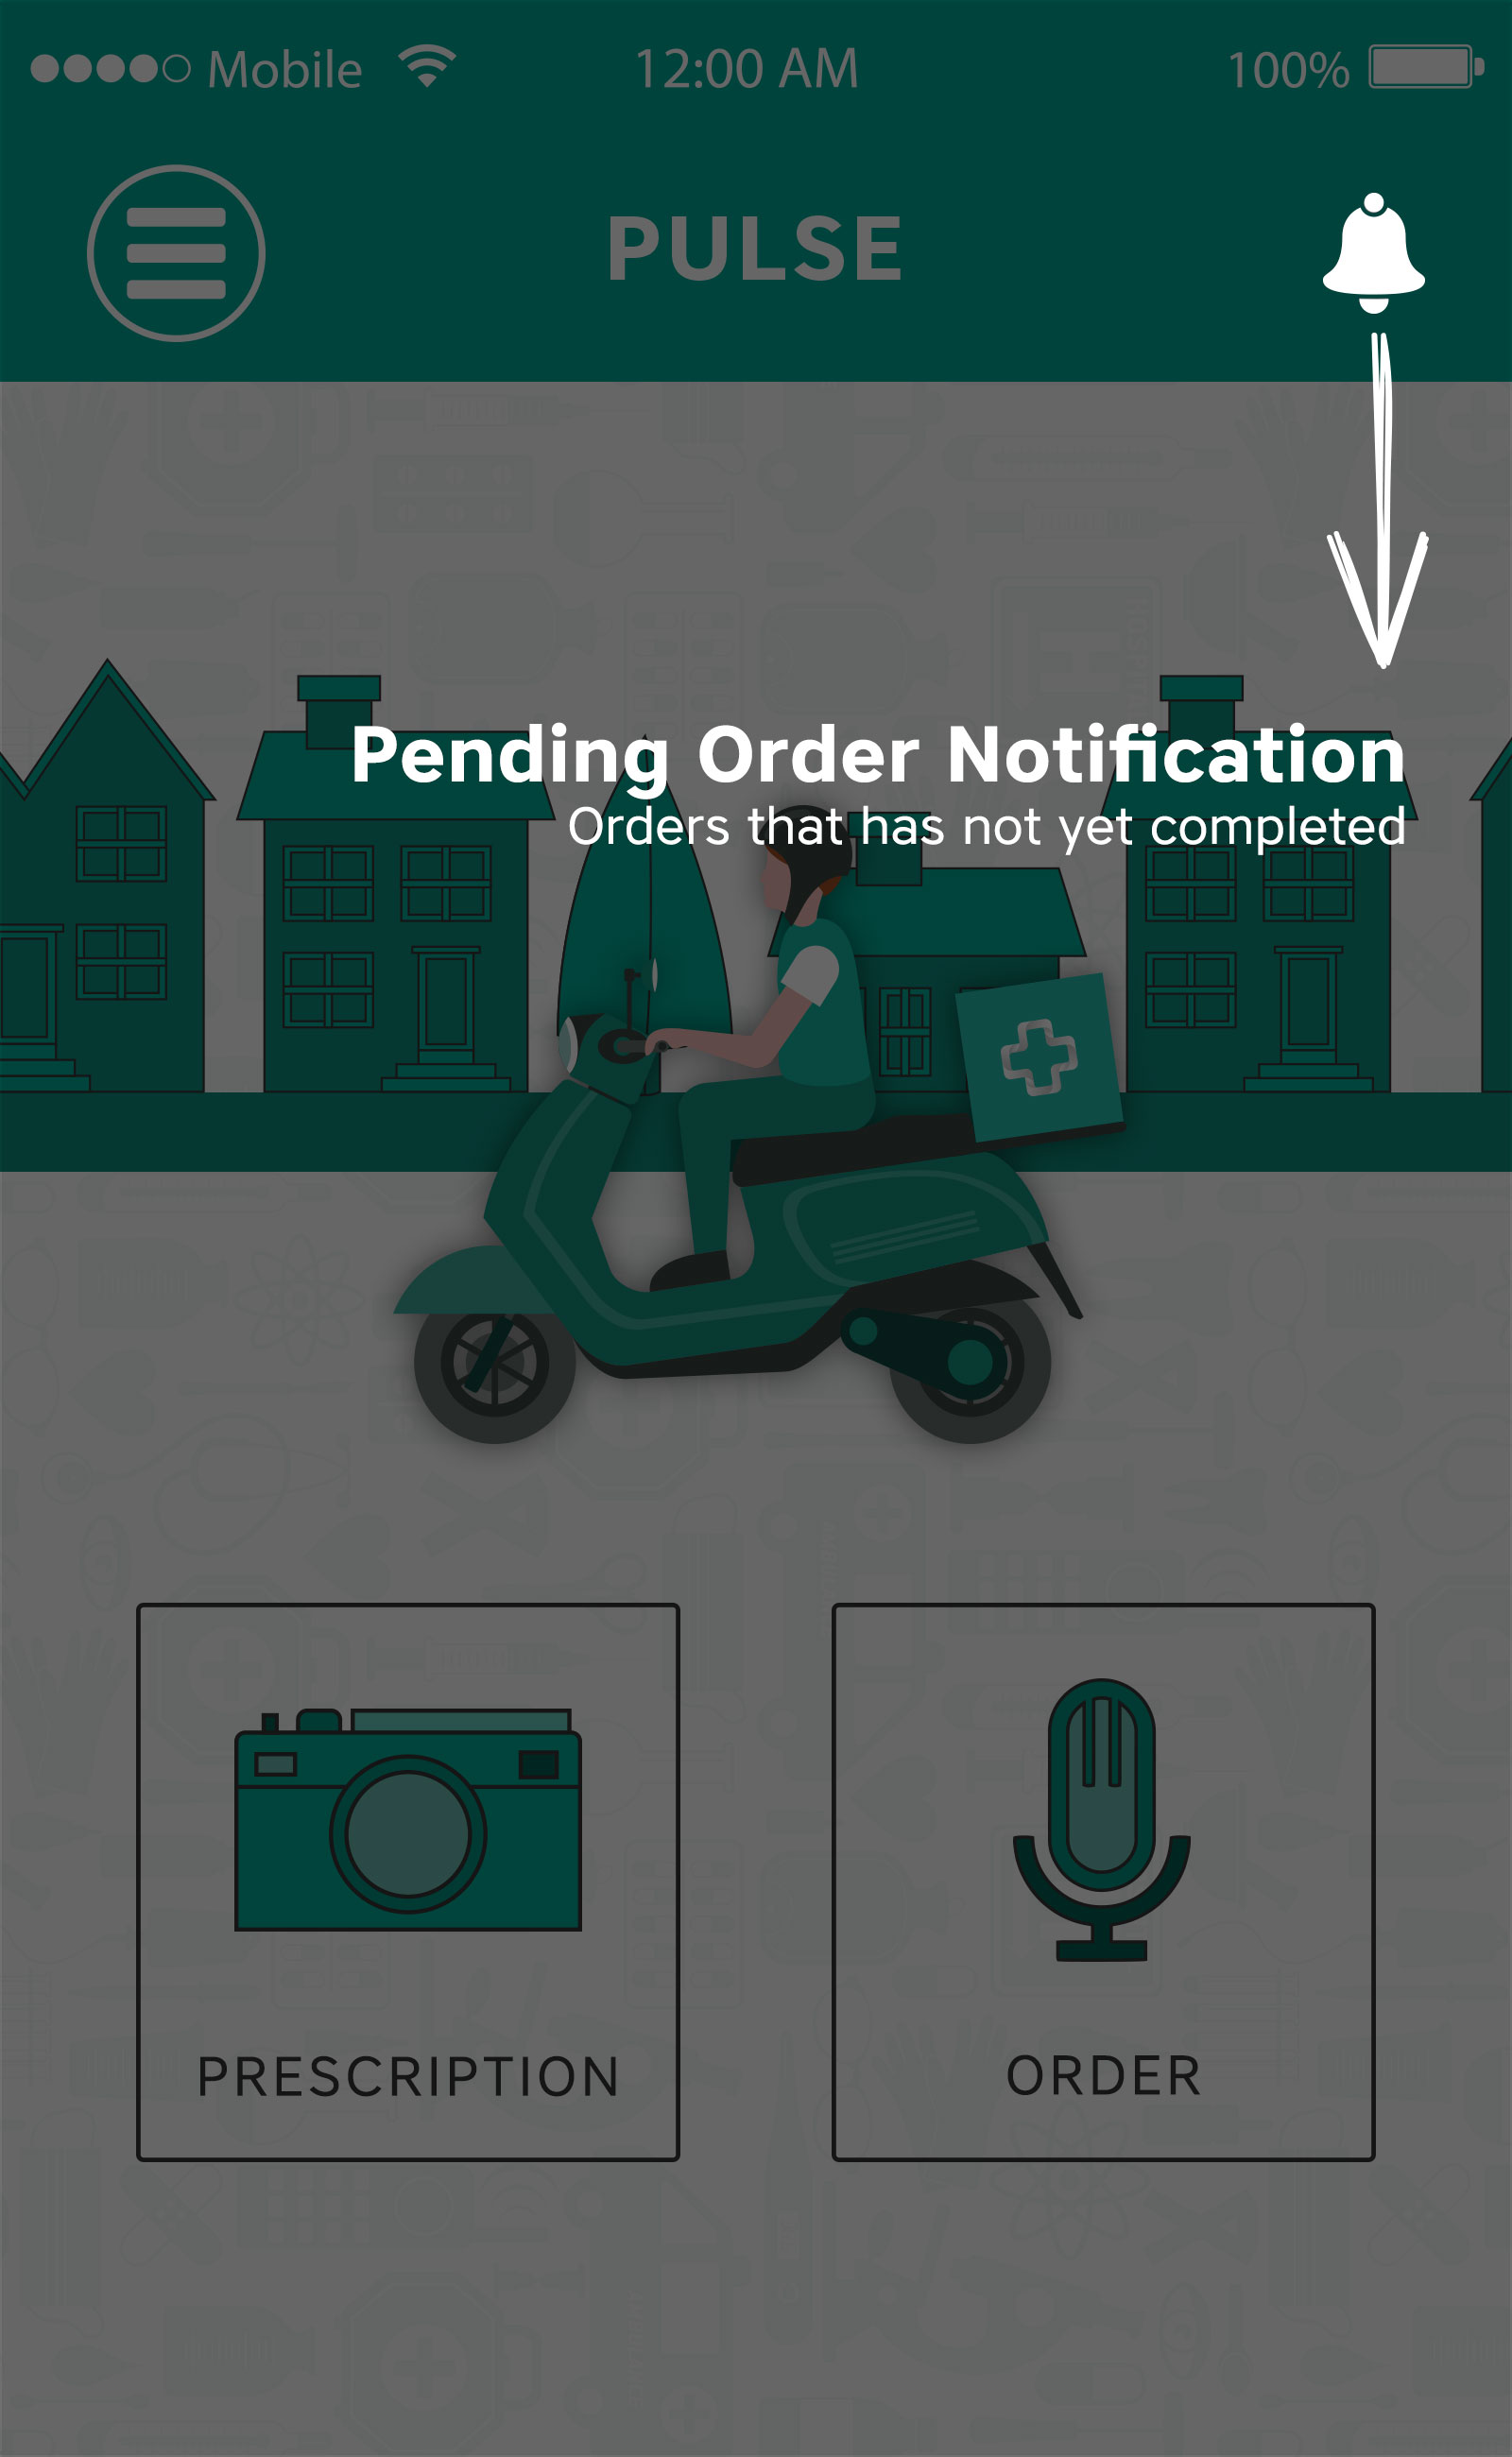 Mobile 12:00 AM 100%
PULSE
Pending Order Notification
Orders that has not yet completed
PRESCRIPTION ORDER